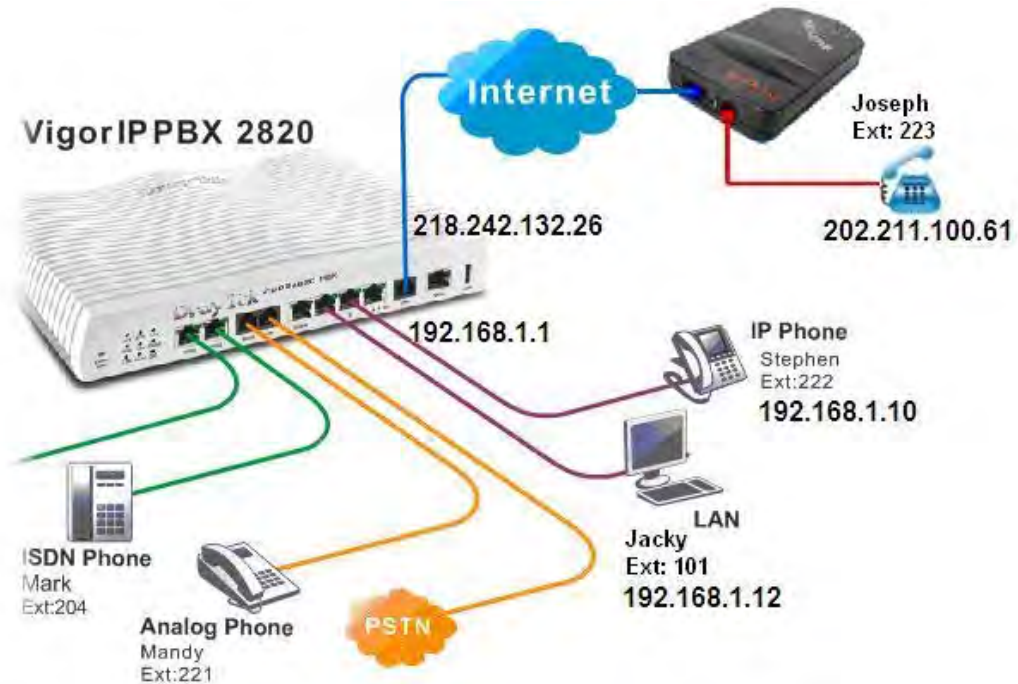 Internet
VigorIPPBX 2820
Joseph
Ext: 223
218.242.132.26
202.211.100.61
192.168.1.1
IP Phone
Stephen
Ext:222
192.168.1.10
LAN
Jacky
Ext: 101
192.168.1.12
ISDN Phone
Mark
Ext:204
Analog Phone
Mandy
Ext:221
PSTN